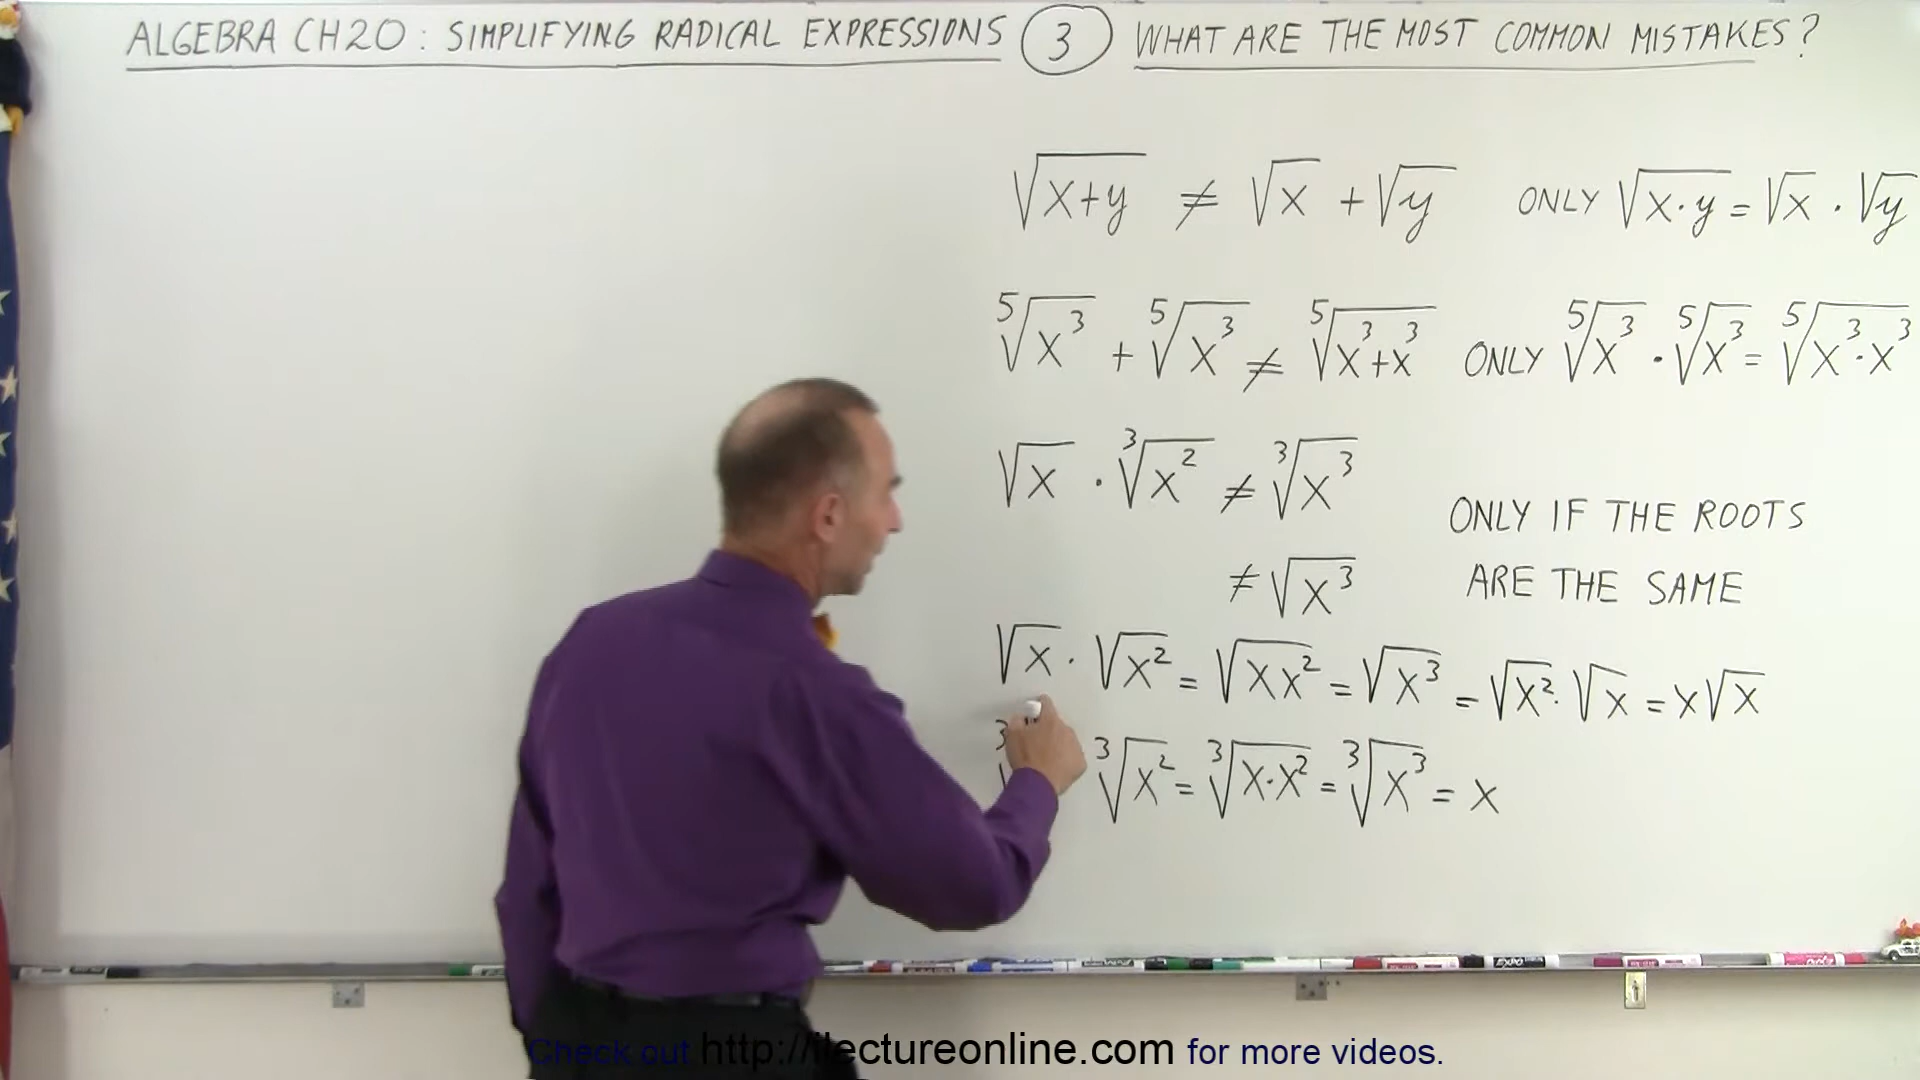 ALGEBRA CH20 : SIMPLIFYING RADICAL EXPRESSIONS 3 WHAT ARE THE MOST COMMON MISTAKES?
√(x+y) ≠ √x + √y ONLY √(x·y) = √x · √y
⁵√(x³) + ⁵√(x³) ≠ ⁵√(x³+x³) ONLY ⁵√(x³) · ⁵√(x³) = ⁵√(x³·x³)
√x · ³√(x²) ≠ ³√(x³)
ONLY IF THE ROOTS
≠ √(x³)
ARE THE SAME
√x · √(x²) = √(xx²) = √(x³) = √(x²) · √x = x√x
³√(x²) = ³√(x·x²) = ³√(x³) = x
Check out http://ilectureonline.com for more videos.